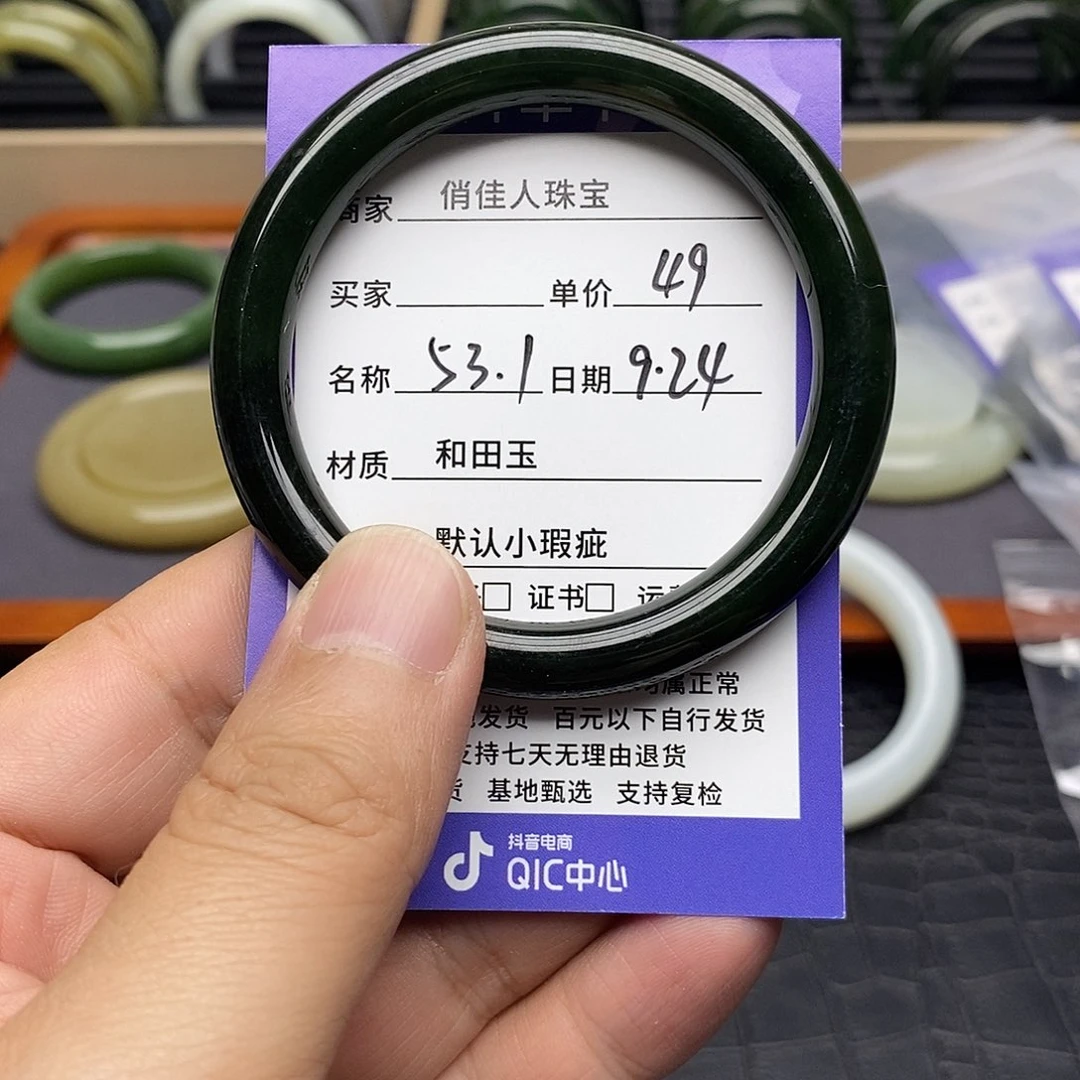 商家 俏佳人珠宝
买家 单价 49
名称 53.1 日期 9·24
材质 和田玉
默认小瑕疵
证书
属正常
发货 百元以下自行发货
支持七天无理由退货
货 基地甄选 支持复检
抖音电商
QIC中心